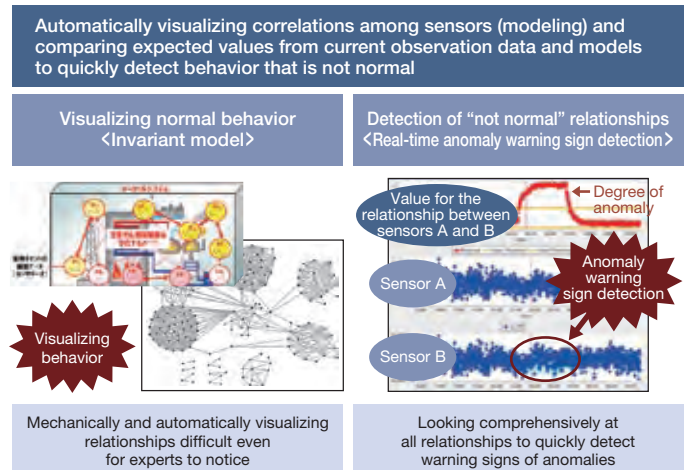 Automatically visualizing correlations among sensors (modeling) and
comparing expected values from current observation data and models
to quickly detect behavior that is not normal
Visualizing normal behavior
<Invariant model>
Detection of “not normal” relationships
<Real-time anomaly warning sign detection>
Visualizing
behavior
Value for the
relationship between
sensors A and B
Degree of
anomaly
Sensor A
Anomaly
warning
sign detection
Sensor B
Mechanically and automatically visualizing
relationships difficult even
for experts to notice
Looking comprehensively at
all relationships to quickly detect
warning signs of anomalies